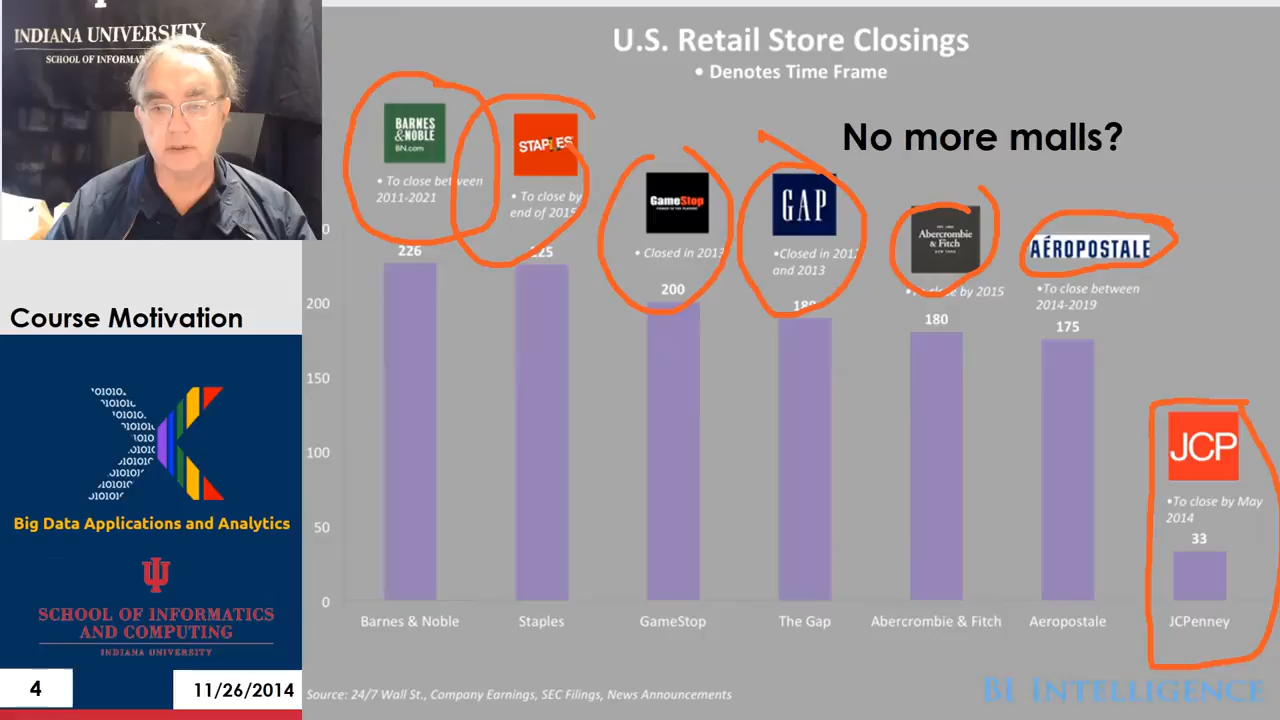 INDIANA UNIVERSITY
SCHOOL OF INFORMAT
U.S. Retail Store Closings
• Denotes Time Frame
No more malls?
BARNES
&NOBLE
BN.com
• To close between
2011-2021
226
STAPLES
• To close by
end of 2015
GameStop
• Closed in 2013
200
GAP
•Closed in 2012
and 2013
Abercrombie
& Fitch
NEW YORK
•To close by 2015
180
AÉROPOSTALE
•To close between
2014-2019
175
JCP
•To close by May
2014
33
200
150
100
50
0
Barnes & Noble
Staples
GameStop
The Gap
Abercrombie & Fitch
Aeropostale
JCPenney
Source: 24/7 Wall St., Company Earnings, SEC Filings, News Announcements
BI INTELLIGENCE
Course Motivation
Big Data Applications and Analytics
SCHOOL OF INFORMATICS
AND COMPUTING
INDIANA UNIVERSITY
4
11/26/2014